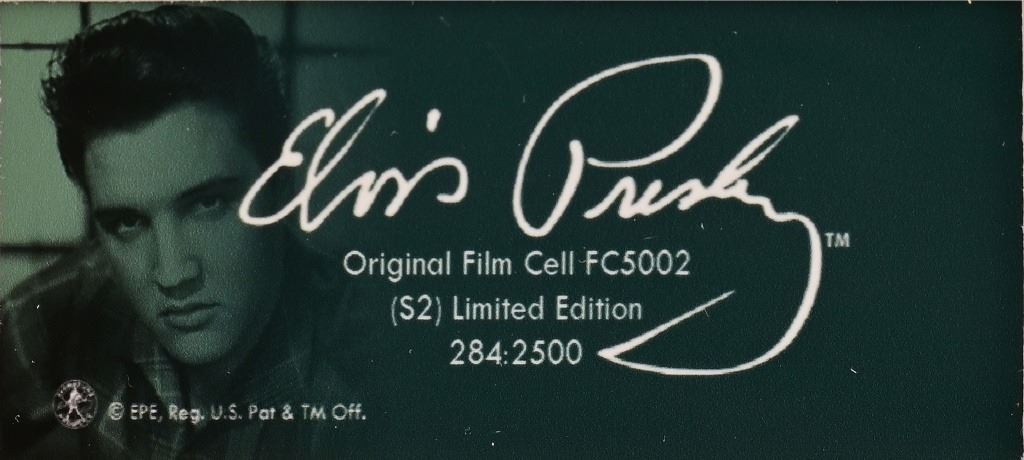 Elvis Presley™
Original Film Cell FC5002
(S2) Limited Edition
284:2500
© EPE, Reg. U.S. Pat & TM Off.